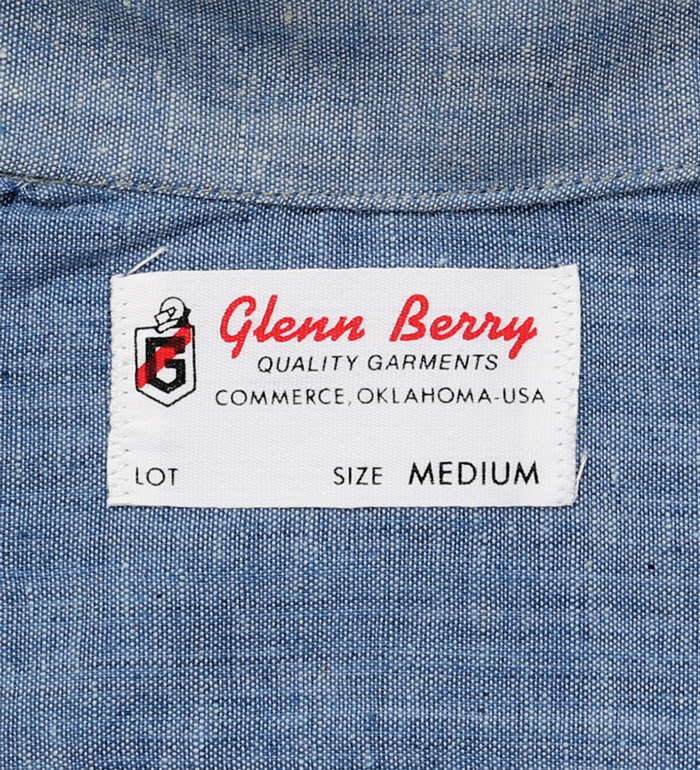 G
Glenn Berry
QUALITY GARMENTS
COMMERCE, OKLAHOMA-USA
LOT SIZE MEDIUM